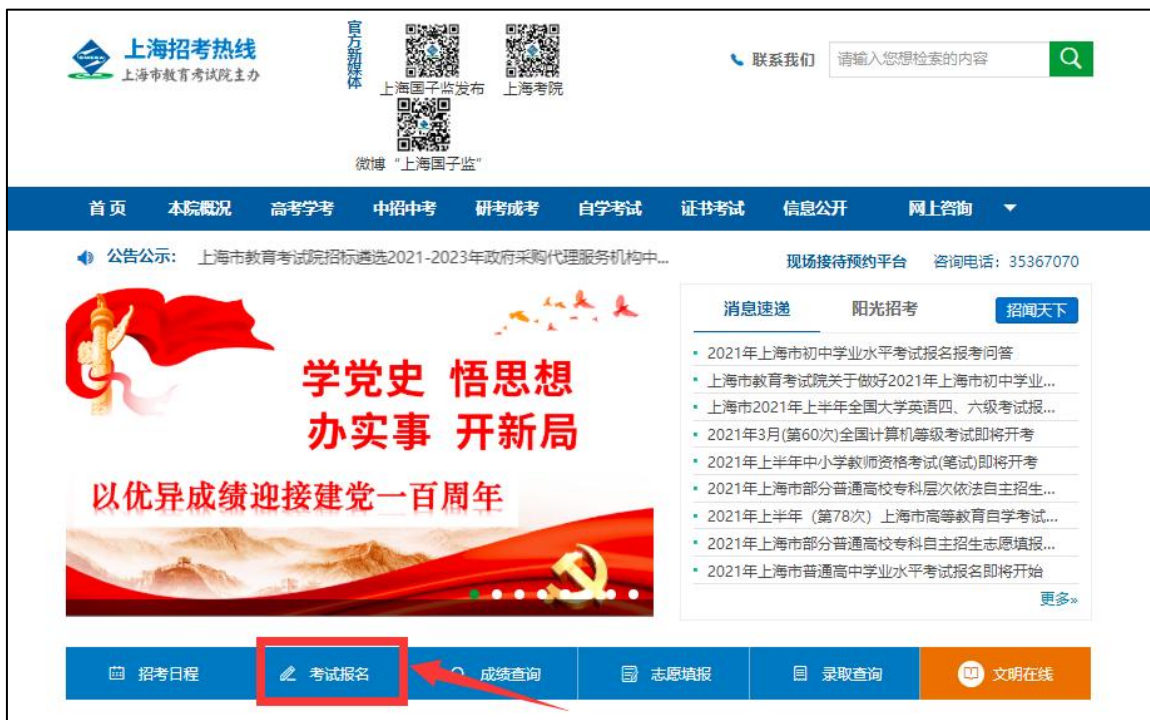 上海招考热线
上海市教育考试院主办
官方新媒体
上海国子监发布
上海考院
微博“上海国子监”
联系我们
请输入您想检索的内容
首页 本院概况 高考学考 中招中考 研考成考 自学考试 证书考试 信息公开 网上咨询
公告公示： 上海市教育考试院招标遴选2021-2023年政府采购代理服务机构中...
现场接待预约平台 咨询电话：35367070
学党史 悟思想
办实事 开新局
以优异成绩迎接建党一百周年
消息速递 阳光招考 招闻天下
2021年上海市初中学业水平考试报名报考问答
上海市教育考试院关于做好2021年上海市初中学业...
上海市2021年上半年全国大学英语四、六级考试报...
2021年3月(第60次)全国计算机等级考试即将开考
2021年上半年中小学教师资格考试(笔试)即将开考
2021年上海市部分普通高校专科层次依法自主招生...
2021年上半年（第78次）上海市高等教育自学考试...
2021年上海市部分普通高校专科自主招生志愿填报...
2021年上海市普通高中学业水平考试报名即将开始
更多»
招考日程 考试报名 成绩查询 志愿填报 录取查询 文明在线